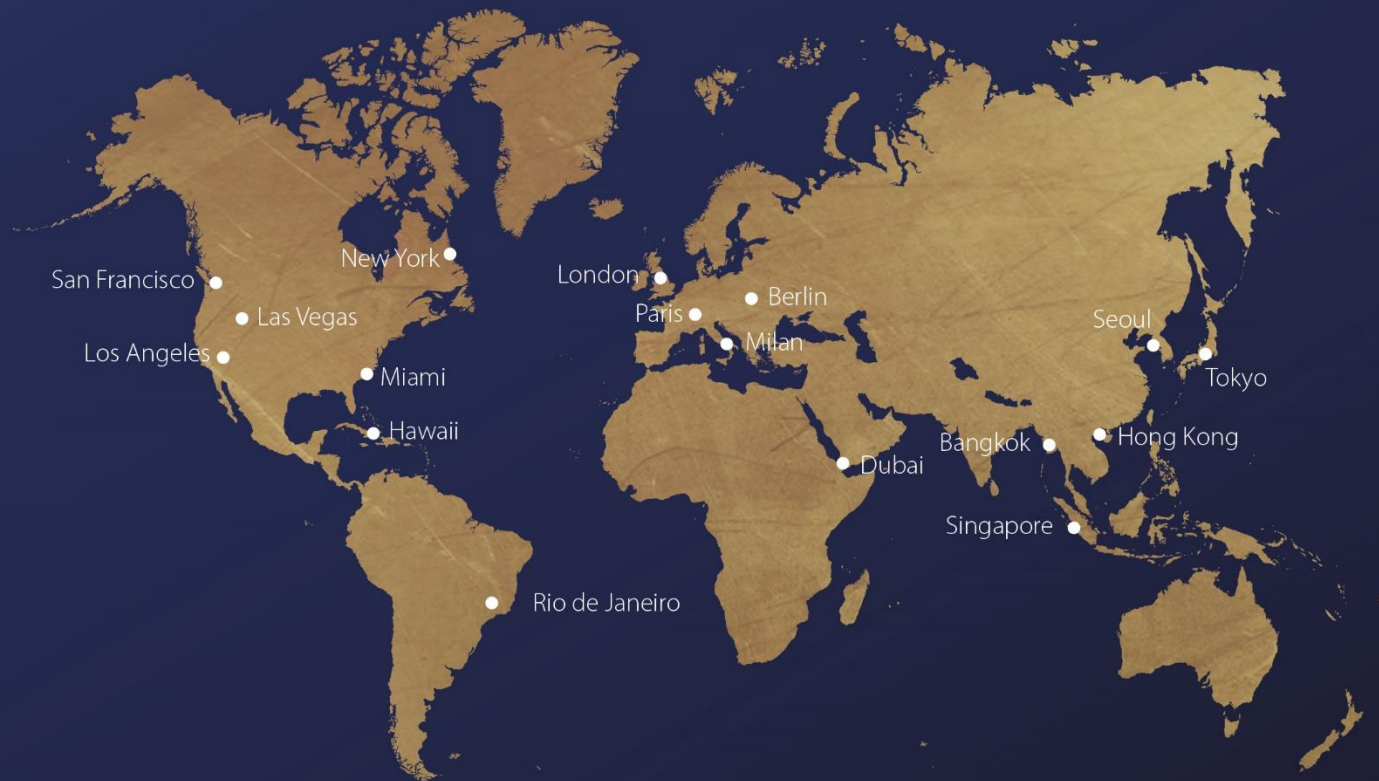 New York
San Francisco
London
Berlin
Paris
Las Vegas
Seoul
Milan
Los Angeles
Miami
Tokyo
Hawaii
Bangkok
Hong Kong
Dubai
Singapore
Rio de Janeiro